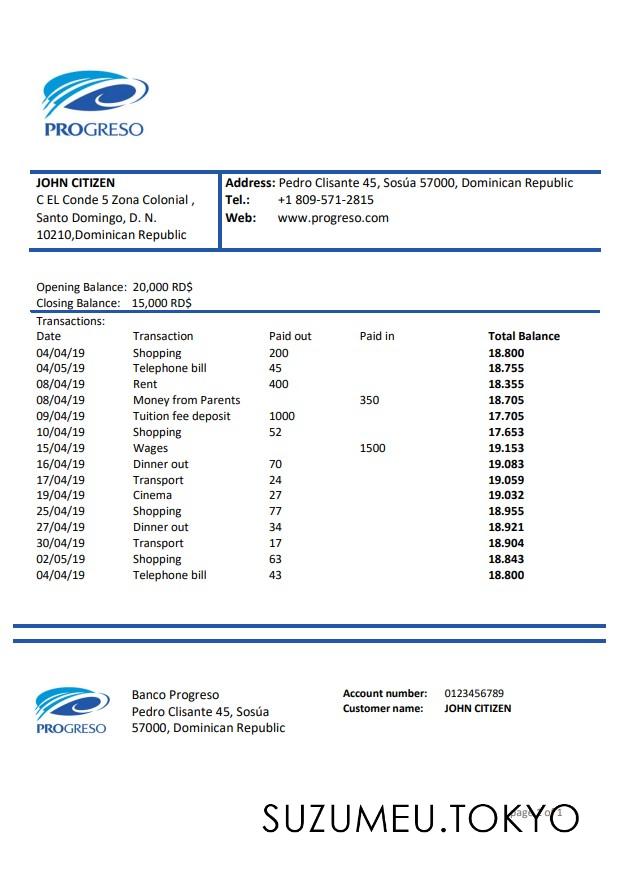 PROGRESO
JOHN CITIZEN
C EL Conde 5 Zona Colonial ,
Santo Domingo, D. N.
10210,Dominican Republic
Address: Pedro Clisante 45, Sosúa 57000, Dominican Republic
Tel.: +1 809-571-2815
Web: www.progreso.com
Opening Balance: 20,000 RD$
Closing Balance: 15,000 RD$
Transactions:
Date Transaction Paid out Paid in Total Balance
04/04/19 Shopping 200 18.800
04/05/19 Telephone bill 45 18.755
08/04/19 Rent 400 18.355
08/04/19 Money from Parents 350 18.705
09/04/19 Tuition fee deposit 1000 17.705
10/04/19 Shopping 52 17.653
15/04/19 Wages 1500 19.153
16/04/19 Dinner out 70 19.083
17/04/19 Transport 24 19.059
19/04/19 Cinema 27 19.032
25/04/19 Shopping 77 18.955
27/04/19 Dinner out 34 18.921
30/04/19 Transport 17 18.904
02/05/19 Shopping 63 18.843
04/04/19 Telephone bill 43 18.800
PROGRESO
Banco Progreso
Pedro Clisante 45, Sosúa
57000, Dominican Republic
Account number: 0123456789
Customer name: JOHN CITIZEN
page of 1
SUZUMEU.TOKYO